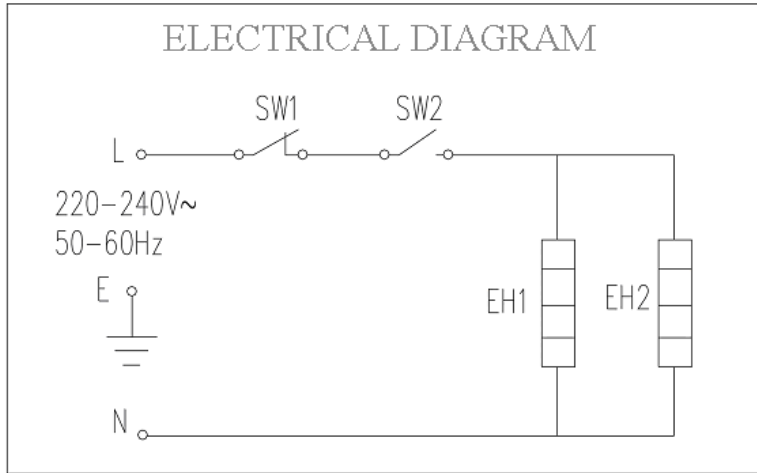 ELECTRICAL DIAGRAM
SW1
SW2
L
220-240V~
50-60Hz
E
EH1
EH2
N